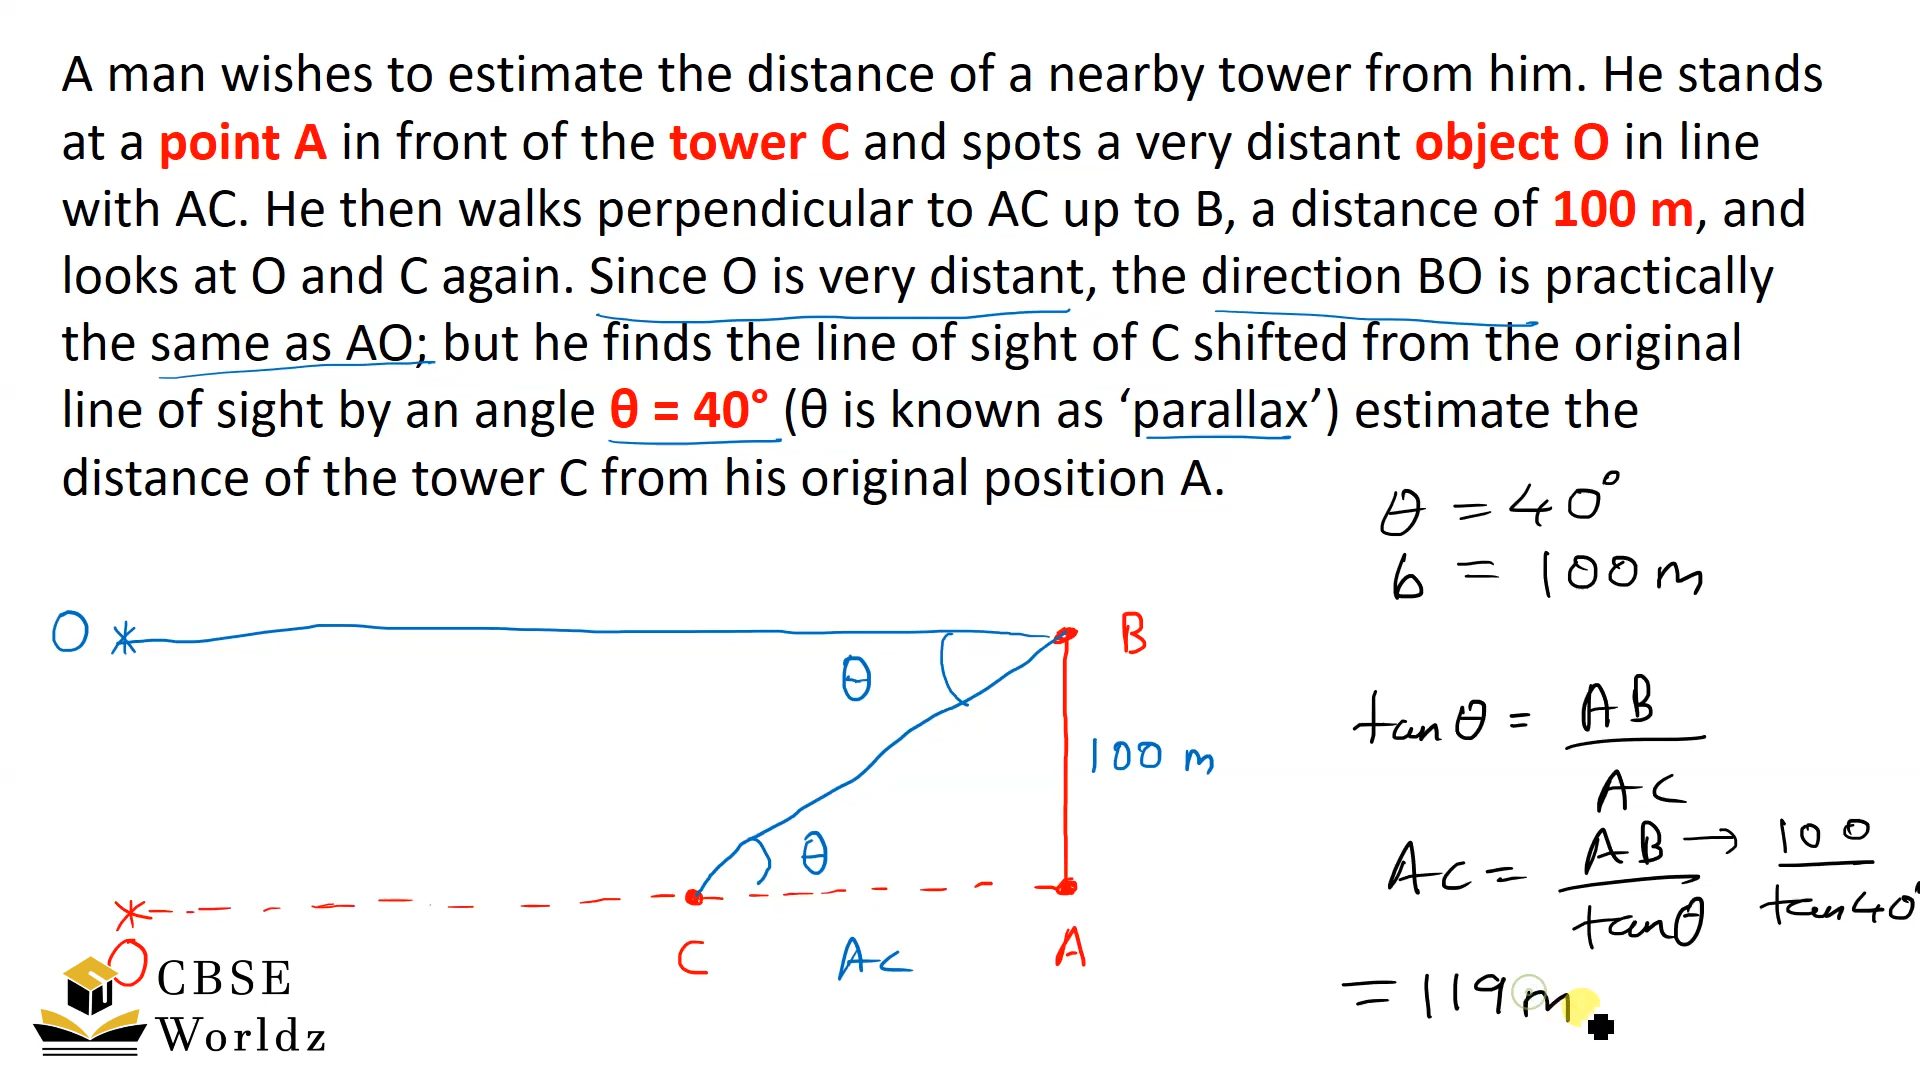 A man wishes to estimate the distance of a nearby tower from him. He stands
at a point A in front of the tower C and spots a very distant object O in line
with AC. He then walks perpendicular to AC up to B, a distance of 100 m, and
looks at O and C again. Since O is very distant, the direction BO is practically
the same as AO; but he finds the line of sight of C shifted from the original
line of sight by an angle θ = 40° (θ is known as ‘parallax’) estimate the
distance of the tower C from his original position A.
θ = 40°
b = 100 m
O
B
θ
100 m
θ
C
AC
A
O
tanθ = AB
AC
AC = AB → 100
tanθ tan40°
= 119 m
CBSE
Worldz